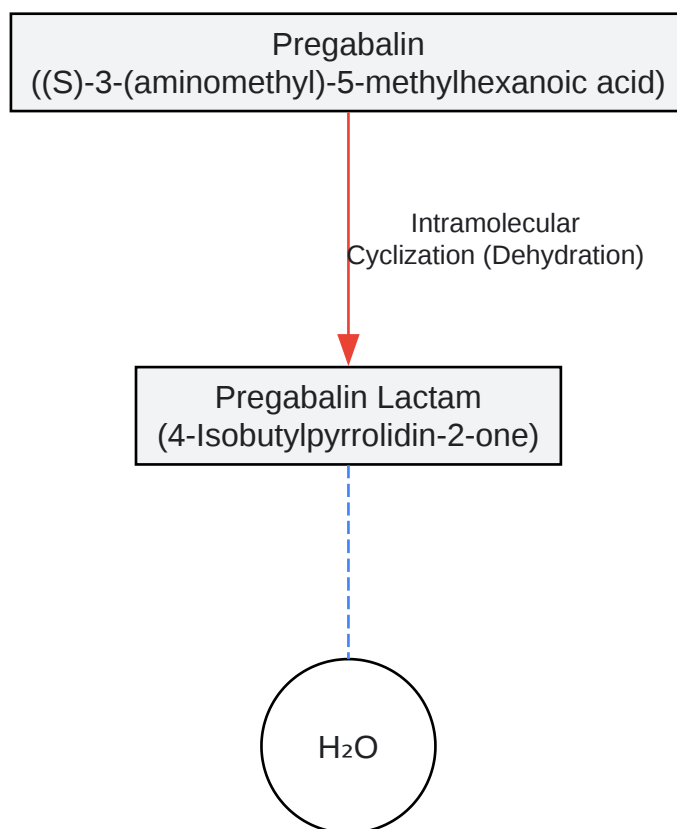 Pregabalin
((S)-3-(aminomethyl)-5-methylhexanoic acid)
Intramolecular
Cyclization (Dehydration)
Pregabalin Lactam
(4-Isobutylpyrrolidin-2-one)
H₂O